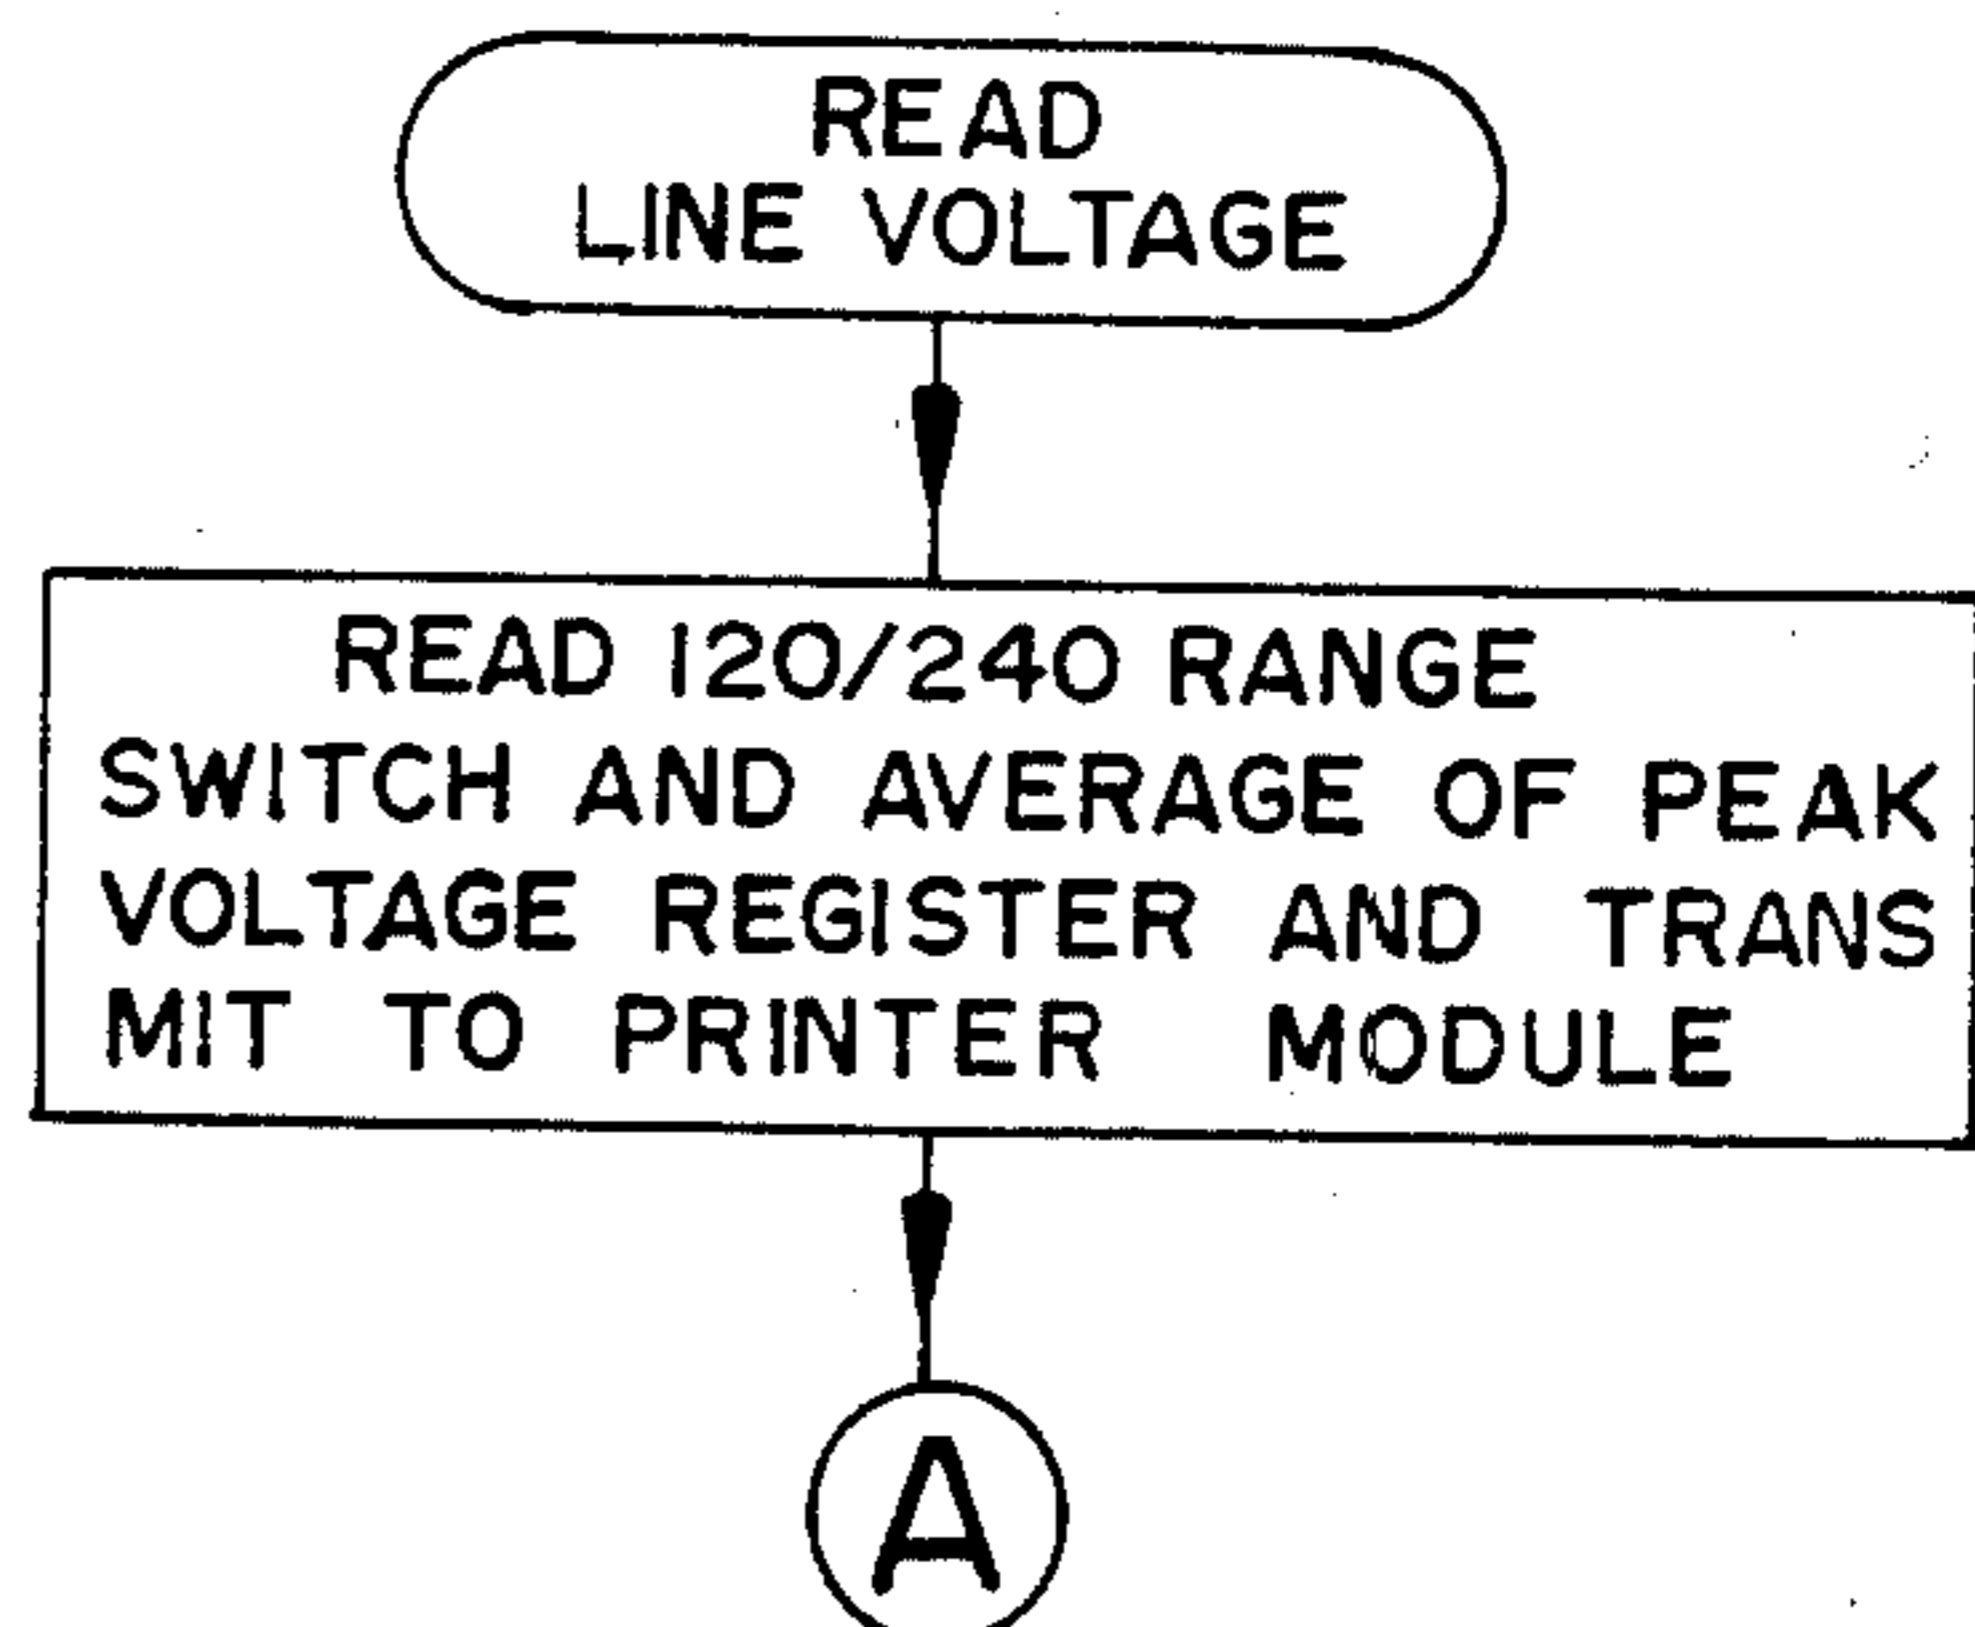 READ
LINE VOLTAGE
READ 120/240 RANGE
SWITCH AND AVERAGE OF PEAK
VOLTAGE REGISTER AND TRANS
MIT TO PRINTER MODULE
A